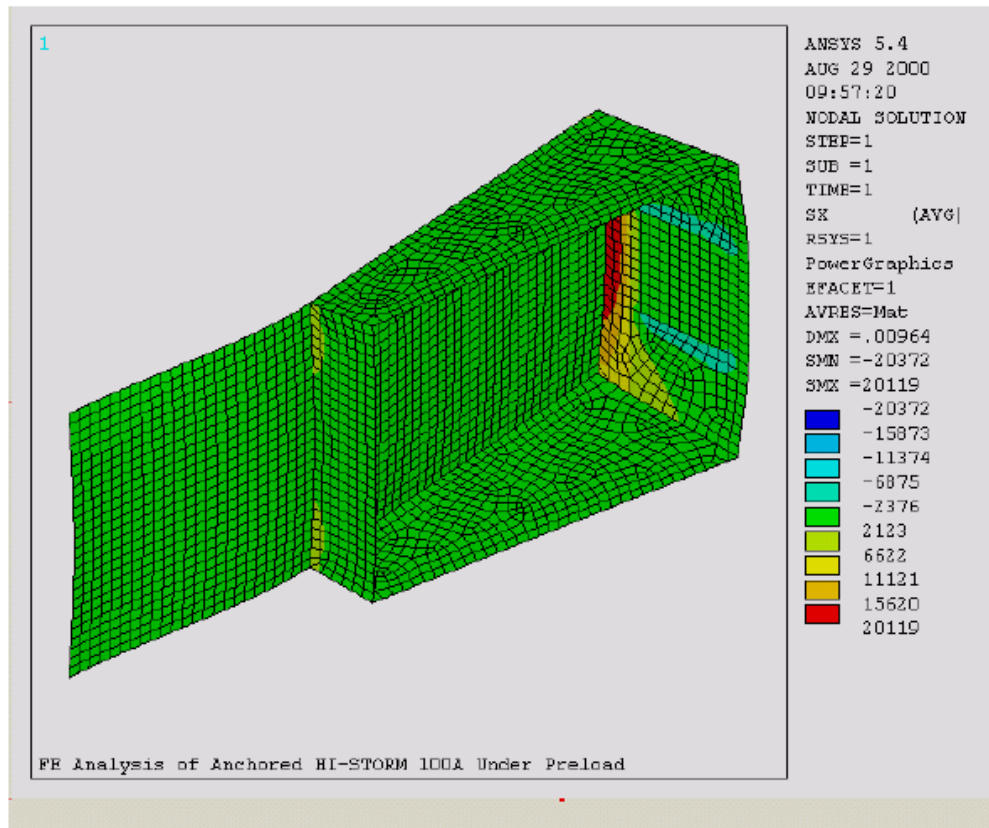 1
ANSYS 5.4
AUG 29 2000
09:57:20
NODAL SOLUTION
STEP=1
SUB =1
TIME=1
SX (AVG)
RSYS=1
PowerGraphics
EFACET=1
AVRES=Mat
DMX =.00964
SMN =-20372
SMX =20119
-20372
-15873
-11374
-6875
-2376
2123
6622
11121
15620
20119
FE Analysis of Anchored HI-STORM 100A Under Preload